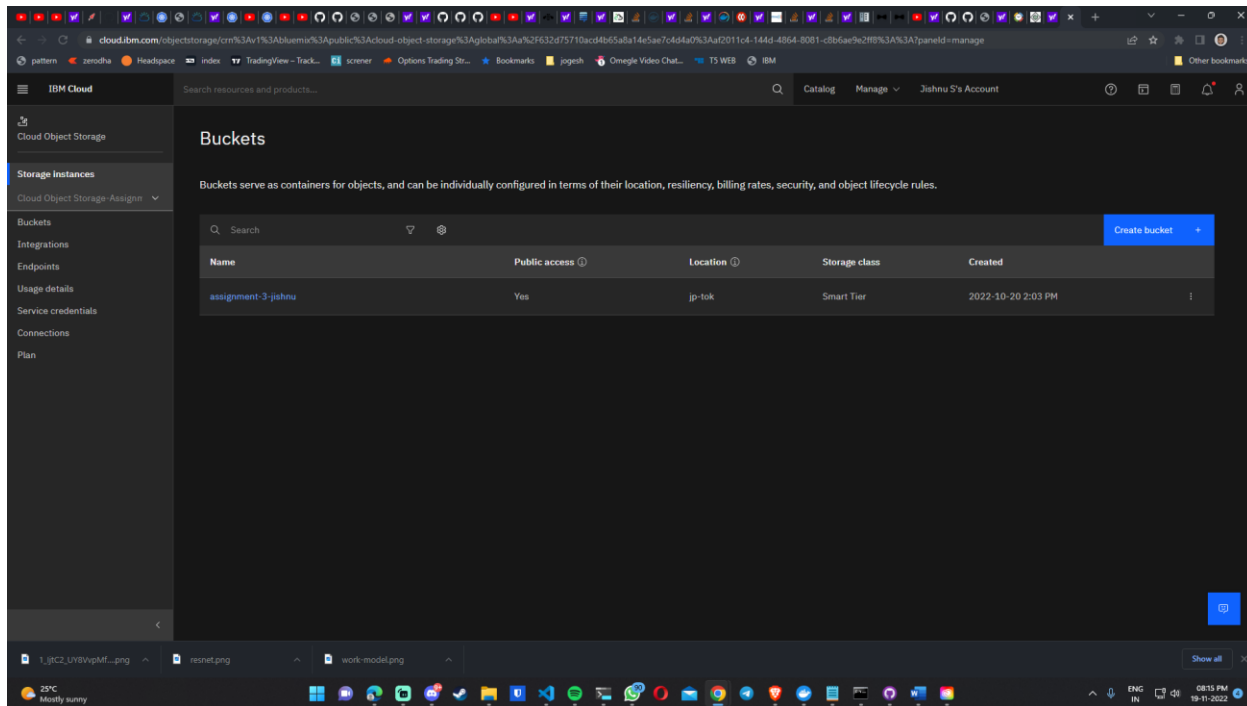 cloud.ibm.com/objectstorage/crn%3Av1%3Abluemix%3Apublic%3Acloud-object-storage%3Aglobal%3Aa%2F632d75710acd4b65a8a14e5ae7c4d4a0%3Aaf2011c4-144d-4864-8081-c8b6ae9e2ff8%3A%3A?paneId=manage
pattern zerodha Headspace index TradingView – Track... screner Options Trading Str... Bookmarks jogesh Omegle Video Chat... T5 WEB IBM Other bookmarks
IBM Cloud Search resources and products... Catalog Manage Jishnu S's Account
Cloud Object Storage
Buckets
Storage instances
Cloud Object Storage-Assignm
Buckets serve as containers for objects, and can be individually configured in terms of their location, resiliency, billing rates, security, and object lifecycle rules.
Buckets
Integrations
Endpoints
Usage details
Service credentials
Connections
Plan
Search Create bucket +
Name Public access Location Storage class Created
assignment-3-jishnu Yes jp-tok Smart Tier 2022-10-20 2:03 PM
1_ljtC2_UY8VvpMf....png resnet.png work-model.png Show all
25°C
Mostly sunny
ENG
IN
08:15 PM
19-11-2022